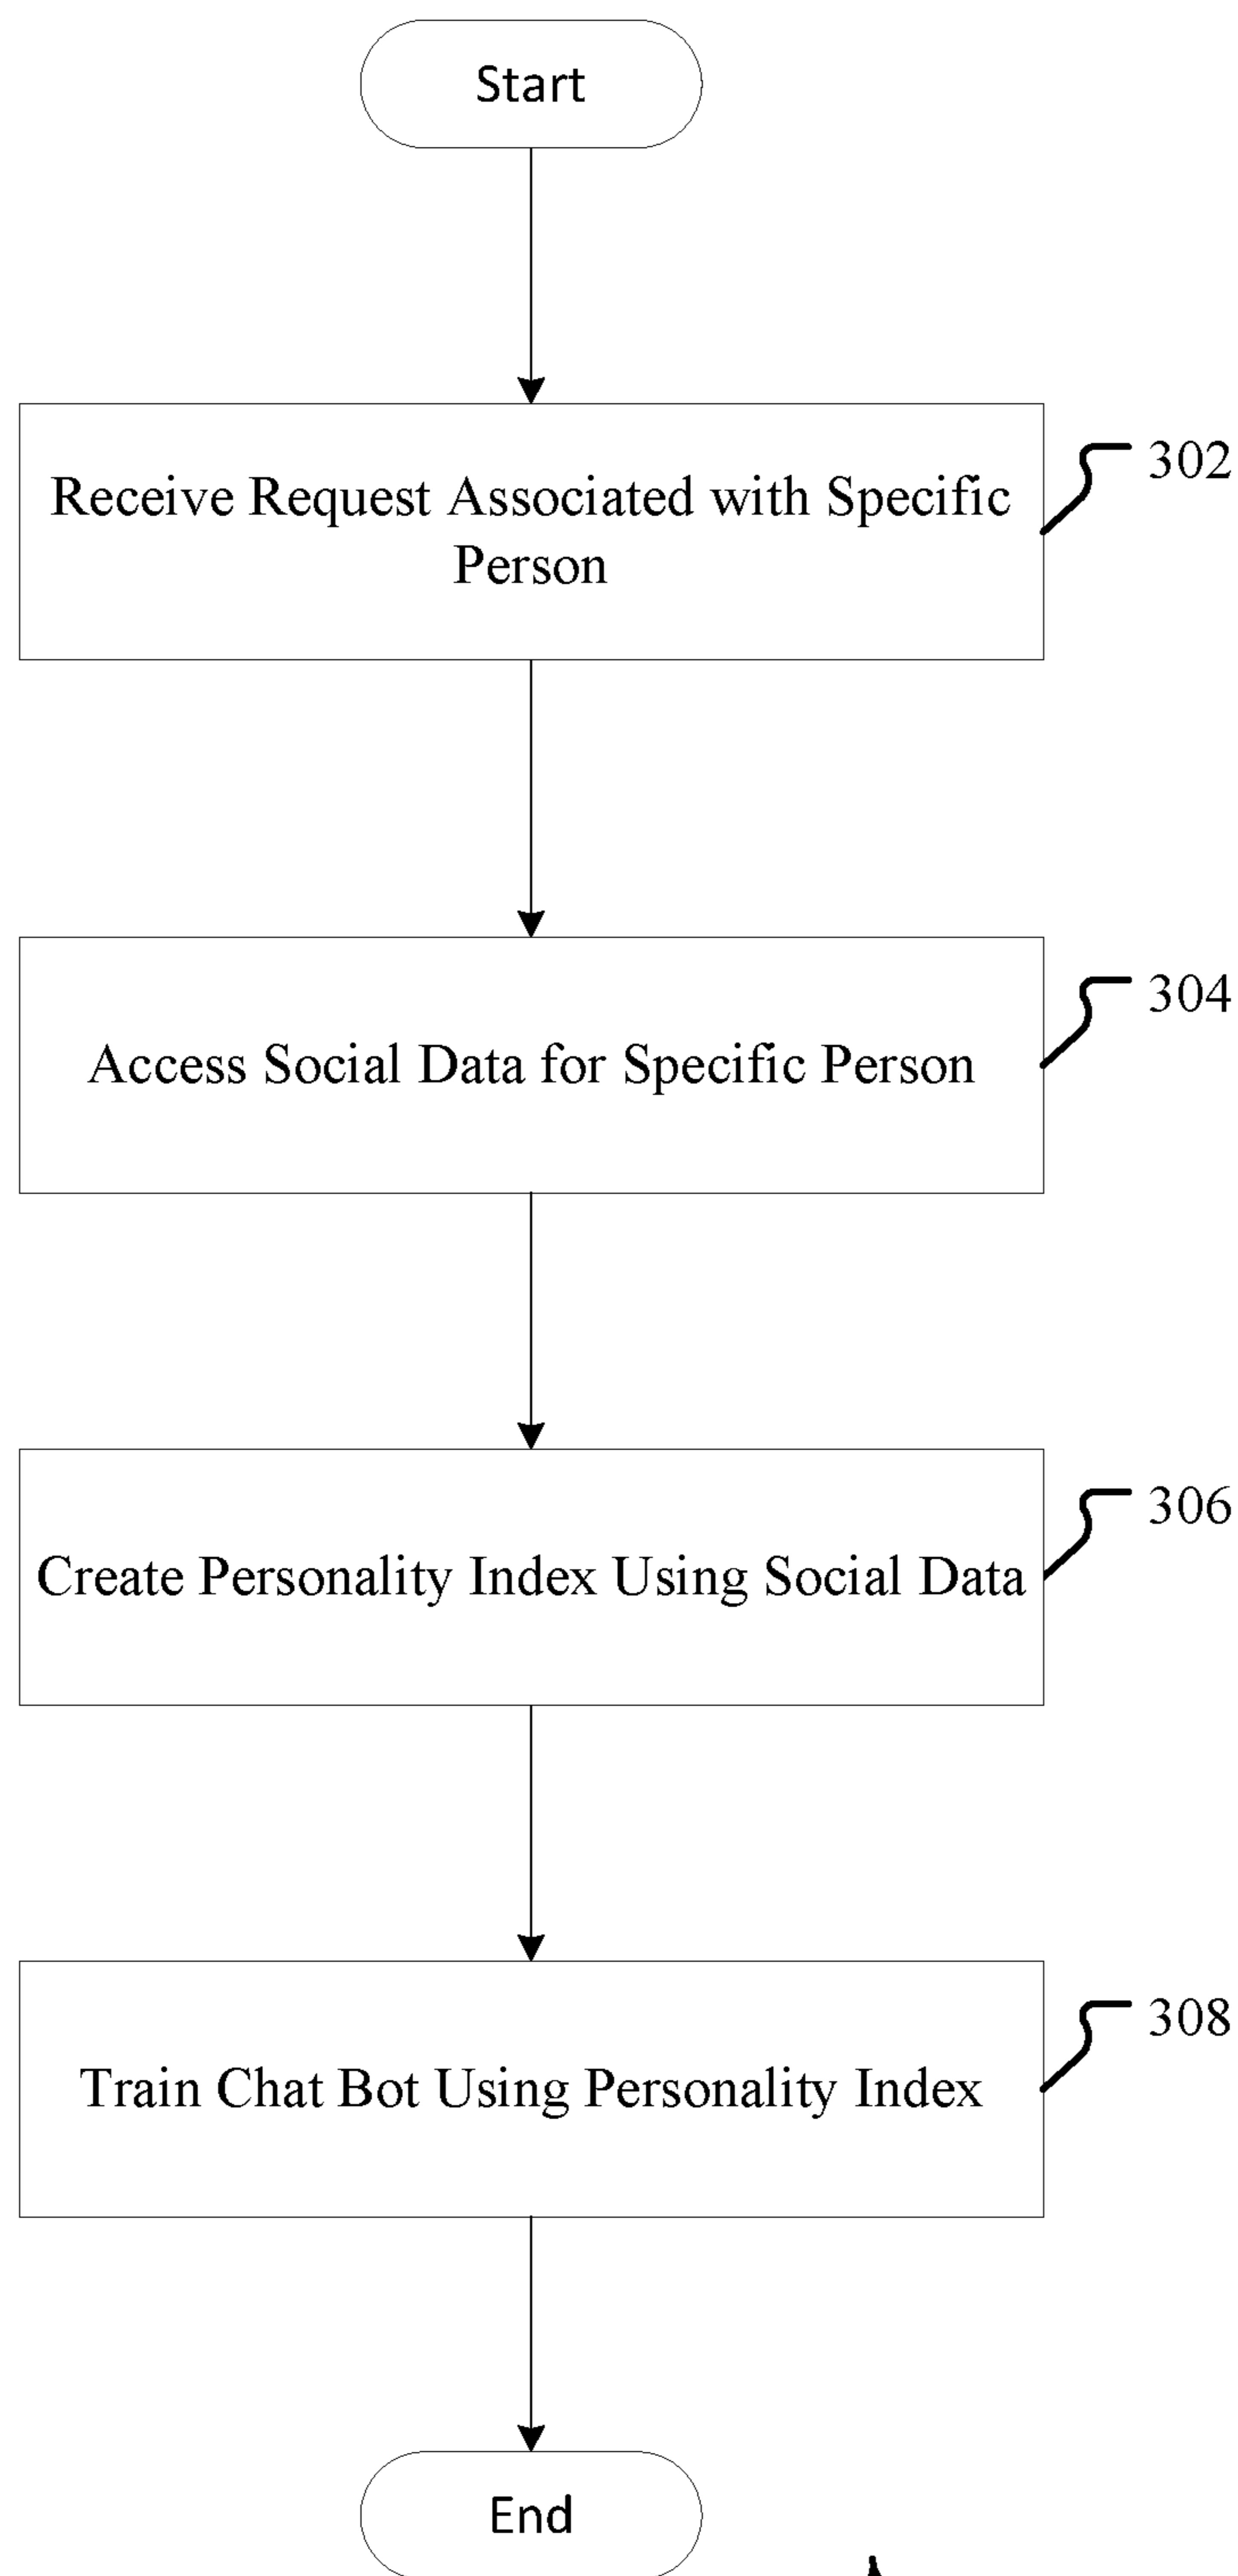 Start
Receive Request Associated with Specific
Person
302
Access Social Data for Specific Person
304
Create Personality Index Using Social Data
306
Train Chat Bot Using Personality Index
308
End